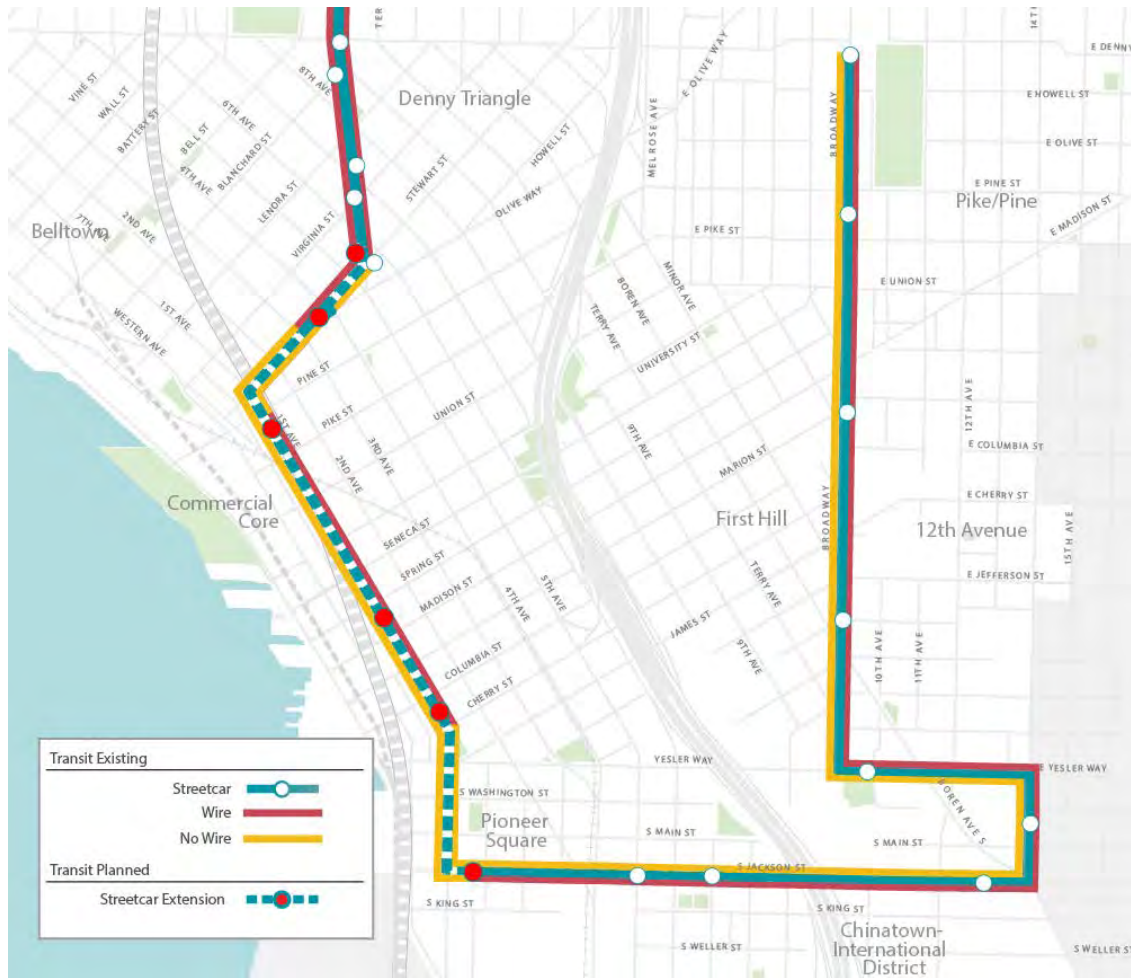 TER
14TH
E DENNY
E OLIVE WAY
8TH AVE
Denny Triangle
VINE ST
WALL ST
BATTERY ST
6TH AVE
BELL ST
BLANCHARD ST
4TH AVE
HOWELL ST
MELROSE AVE
BROADWAY
E HOWELL ST
E OLIVE ST
STEWART ST
LENORA ST
OLIVE WAY
E PINE ST
Pike/Pine
E MADISON ST
7TH AVE
2ND AVE
Belltown
VIRGINIA ST
E PIKE ST
BOREN AVE
MINOR AVE
E UNION ST
1ST AVE
WESTERN AVE
TERRY AVE
UNIVERSITY ST
PINE ST
PIKE ST
UNION ST
1ST AVE
3RD AVE
2ND AVE
9TH AVE
12TH AVE
E COLUMBIA ST
MARION ST
Commercial
Core
SENECA ST
First Hill
BROADWAY
E CHERRY ST
12th Avenue
15TH AVE
SPRING ST
MADISON ST
4TH AVE
5TH AVE
TERRY AVE
E JEFFERSON ST
JAMES ST
9TH AVE
10TH AVE
11TH AVE
COLUMBIA ST
CHERRY ST
YESLER WAY
E YESLER WAY
S WASHINGTON ST
BOREN AVE S
Pioneer
Square
S MAIN ST
S MAIN ST
S JACKSON ST
S KING ST
S KING ST
Chinatown-
International
District
S WELLER ST
S WELLER ST
Transit Existing
Streetcar
Wire
No Wire
Transit Planned
Streetcar Extension